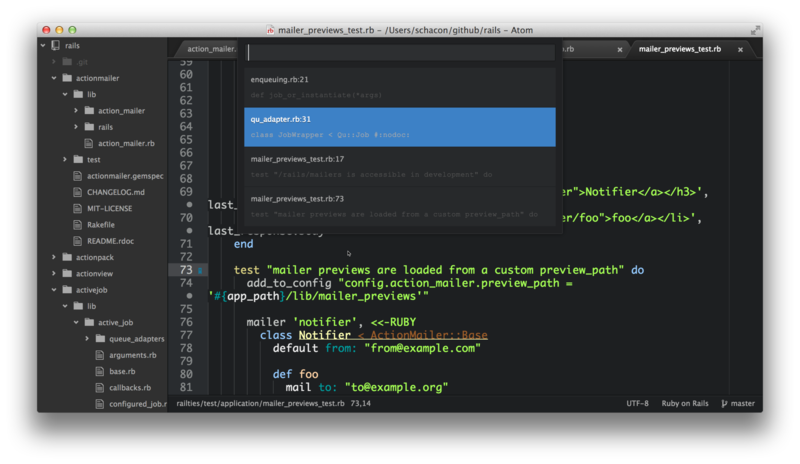 mailer_previews_test.rb - /Users/schacon/github/rails - Atom
rails
.git
actionmailer
lib
action_mailer
rails
action_mailer.rb
test
actionmailer.gemspec
CHANGELOG.md
MIT-LICENSE
Rakefile
README.rdoc
actionpack
actionview
activejob
lib
active_job
queue_adapters
arguments.rb
base.rb
callbacks.rb
configured_job.r
action_mailer.
.rb
mailer_previews_test.rb
enqueuing.rb:21
def job_or_instantiate(*args)
qu_adapter.rb:31
class JobWrapper < Qu::Job #:nodoc:
mailer_previews_test.rb:17
test "/rails/mailers is accessible in development" do
mailer_previews_test.rb:73
test "mailer previews are loaded from a custom preview_path" do
59
60
61
62
63
64
65
66
67
68
69 er">Notifier</a></h3>',
last_
70 er/foo">foo</a></li>',
71 end
72
73 test "mailer previews are loaded from a custom preview_path" do
74 add_to_config "config.action_mailer.preview_path =
'#{app_path}/lib/mailer_previews'"
75
76 mailer 'notifier', <<-RUBY
77 class Notifier < ActionMailer::Base
78 default from: "from@example.com"
79
80 def foo
81 mail to: "to@example.org"
railties/test/application/mailer_previews_test.rb 73,14 UTF-8 Ruby on Rails master